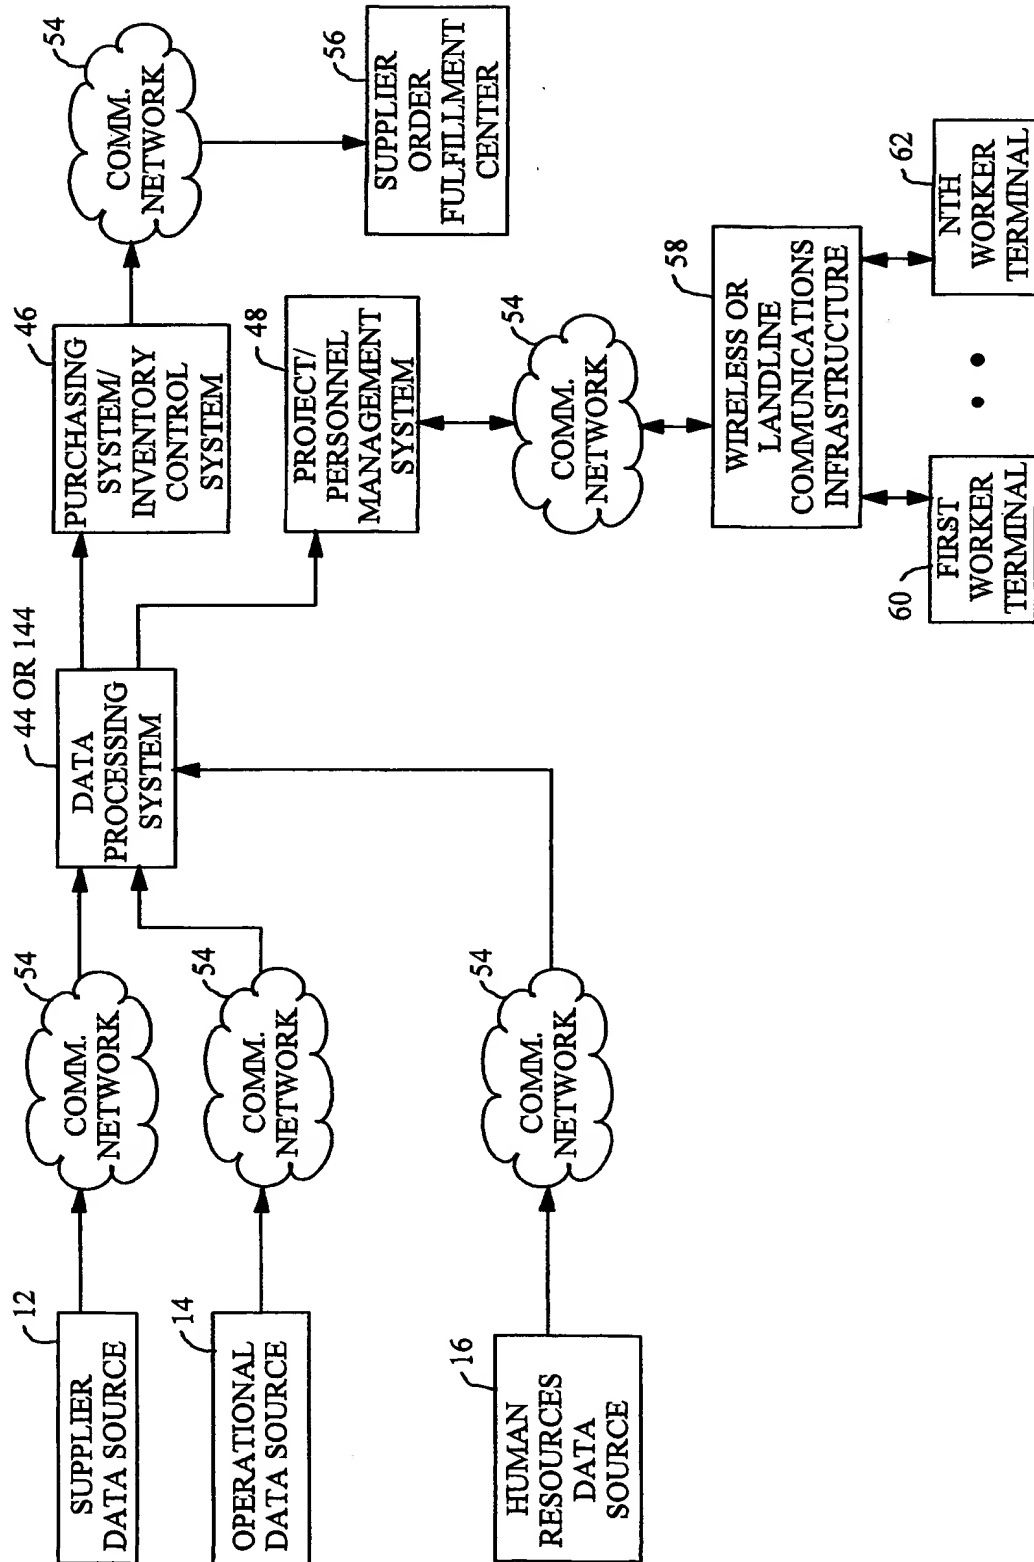 12
SUPPLIER
DATA SOURCE
54
COMM.
NETWORK
44 OR 144
DATA
PROCESSING
SYSTEM
46
PURCHASING
SYSTEM/
INVENTORY
CONTROL
SYSTEM
54
COMM.
NETWORK
56
SUPPLIER
ORDER
FULFILLMENT
CENTER
14
OPERATIONAL
DATA SOURCE
54
COMM.
NETWORK
48
PROJECT/
PERSONNEL
MANAGEMENT
SYSTEM
16
HUMAN
RESOURCES
DATA
SOURCE
54
COMM.
NETWORK
54
COMM.
NETWORK
58
WIRELESS OR
LANDLINE
COMMUNICATIONS
INFRASTRUCTURE
60
FIRST
WORKER
TERMINAL
62
NTH
WORKER
TERMINAL